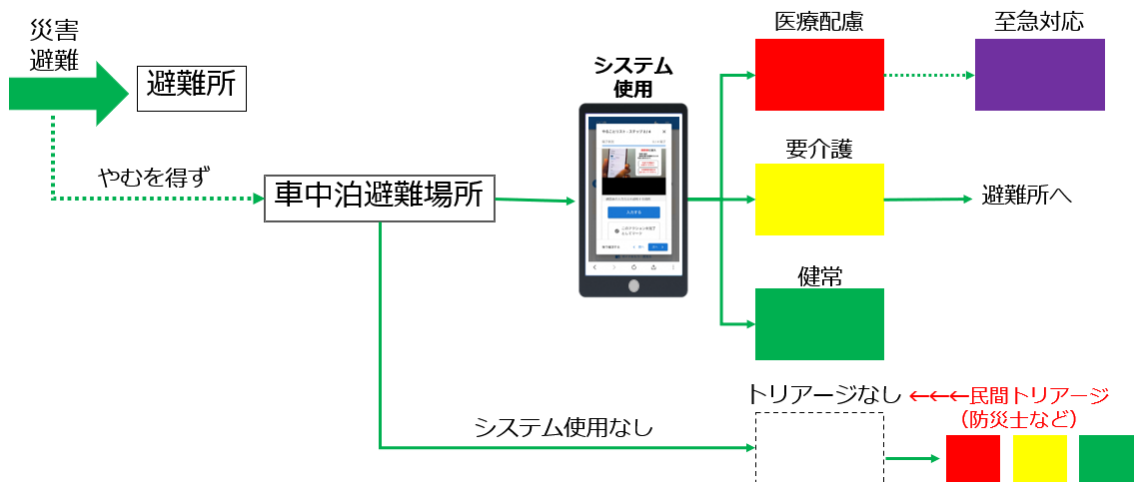 災害
避難
避難所
やむを得ず
車中泊避難場所
システム
使用
医療配慮
至急対応
要介護
避難所へ
健常
システム使用なし
トリアージなし
←←←民間トリアージ
（防災士など）